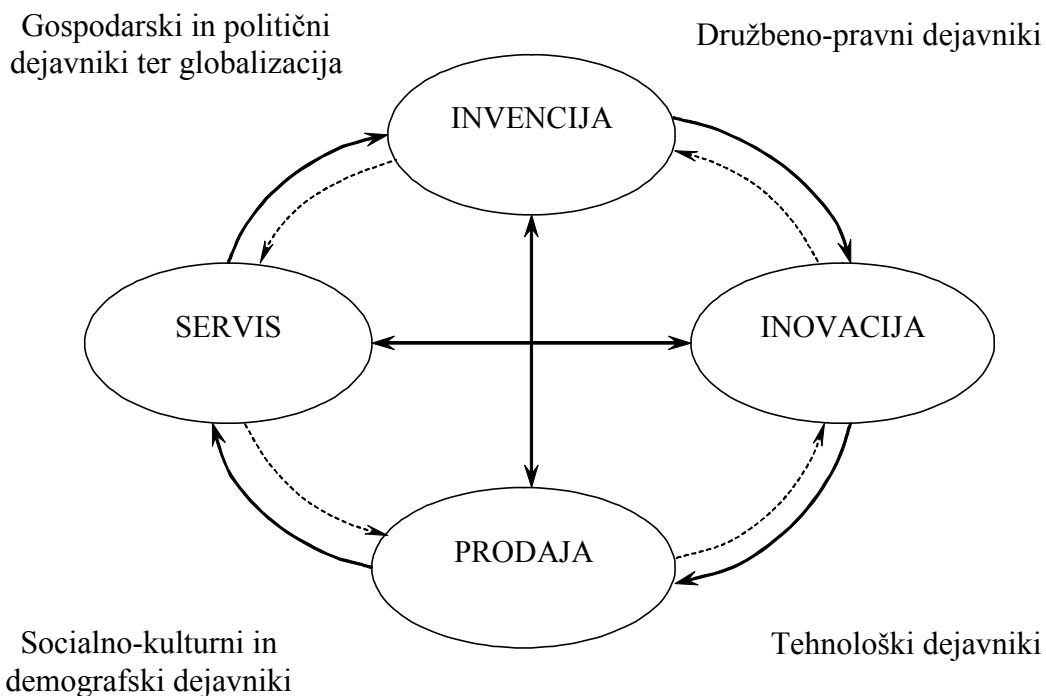 Gospodarski in politični
dejavniki ter globalizacija
Družbeno-pravni dejavniki
INVENCIJA
SERVIS
INOVACIJA
PRODAJA
Socialno-kulturni in
demografski dejavniki
Tehnološki dejavniki